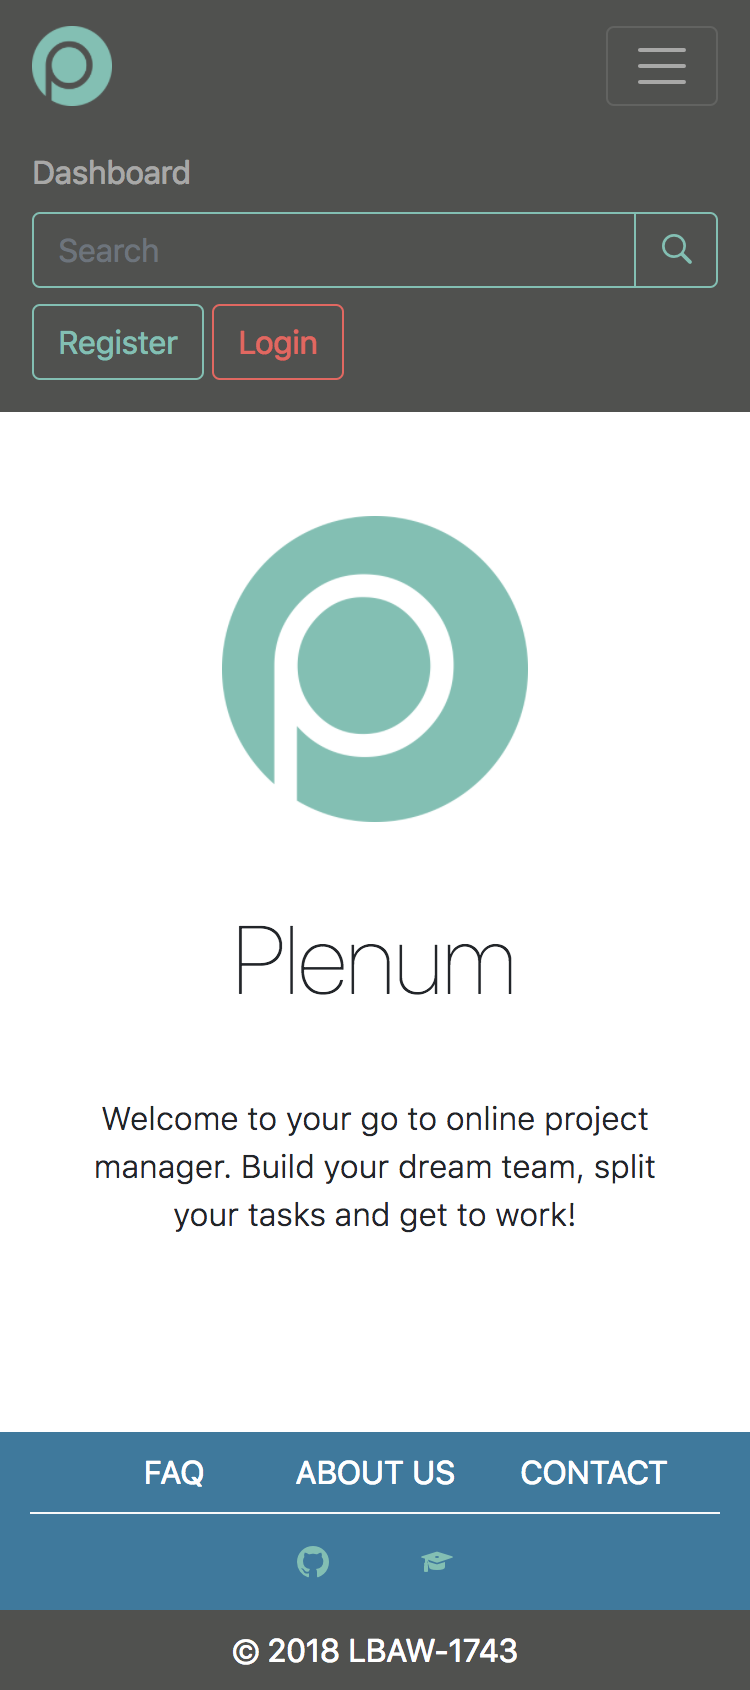 Dashboard
Search
Register Login
Plenum
Welcome to your go to online project
manager. Build your dream team, split
your tasks and get to work!
FAQ ABOUT US CONTACT
© 2018 LBAW-1743